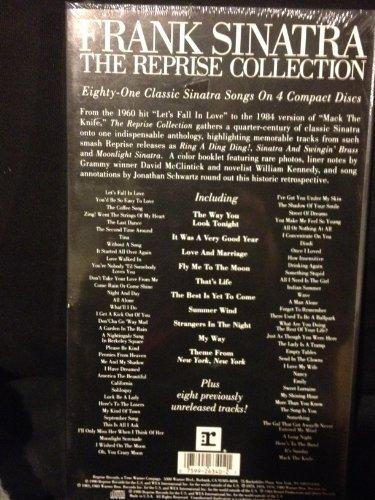 FRANK SINATRA
THE REPRISE COLLECTION
Eighty-One Classic Sinatra Songs On 4 Compact Discs
From the 1960 hit "Let's Fall In Love" to the 1984 version of "Mack The
Knife," The Reprise Collection gathers a quarter-century of classic Sinatra
onto one indispensable anthology, highlighting memorable tracks from such
smash Reprise releases as Ring A Ding Ding!, Sinatra And Swingin' Brass
and Moonlight Sinatra. A color booklet featuring rare photos, liner notes by
Grammy winner David McClintick and novelist William Kennedy, and song
annotations by Jonathan Schwartz round out this historic retrospective.
Let's Fall In Love
You'd Be So Easy To Love
The Coffee Song
Zing! Went The Strings Of My Heart
The Last Dance
The Second Time Around
Tina
Without A Song
It Started All Over Again
Love Walked In
You're Nobody 'Til Somebody
Loves You
Don't Take Your Love From Me
Come Rain Or Come Shine
Night And Day
All Alone
What'll I Do
I Get A Kick Out Of You
Don'cha Go 'Way Mad
A Garden In The Rain
A Nightingale Sang
In Berkeley Square
Please Be Kind
Pennies From Heaven
Me And My Shadow
I Have Dreamed
America The Beautiful
California
Soliloquy
Luck Be A Lady
Here's To The Losers
My Kind Of Town
September Song
This Is All I Ask
I'll Only Miss Her When I Think Of Her
Moonlight Serenade
I Wished On The Moon
Oh, You Crazy Moon
Including
The Way You
Look Tonight
It Was A Very Good Year
Love And Marriage
Fly Me To The Moon
That's Life
The Best Is Yet To Come
Summer Wind
Strangers In The Night
My Way
Theme From
New York, New York
Plus
eight previously
unreleased tracks!
I've Got You Under My Skin
The Shadow Of Your Smile
Street Of Dreams
You Make Me Feel So Young
All Or Nothing At All
I Concentrate On You
Dindi
Once I Loved
How Insensitive
Drinking Again
Somethin Stupid
All I Need Is The Girl
Indian Summer
Wave
A Man Alone
Forget To Remember
There Used To Be A Ballpark
What Are You Doing
The Rest Of Your Life?
Just As Though You Were Here
The Lady Is A Tramp
Empty Tables
Send In The Clowns
I Love My Wife
Nancy
Emily
Sweet Lorraine
My Shining Hour
More Than You Know
The Song Is You
Something
The Gal That Got Away/It Never
Entered My Mind
A Long Night
Here's To The Band
It's Sunday
Mack The Knife